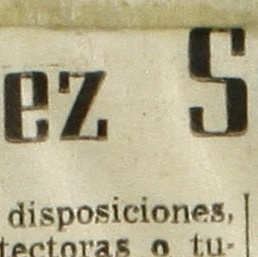 ez S
disposiciones,
tectoras o tu-